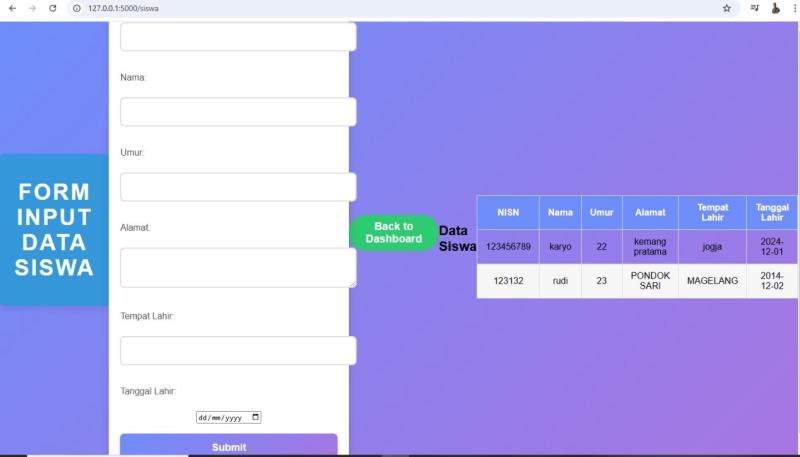 127.0.0.1:5000/siswa
FORM
INPUT
DATA
SISWA
Nama:
Umur:
Alamat:
Tempat Lahir:
Tanggal Lahir:
dd/mm/yyyy
Submit
Back to
Dashboard
Data
Siswa
NISN Nama Umur Alamat Tempat Lahir Tanggal Lahir
123456789 karyo 22 kemang pratama jogja 2024-12-01
123132 rudi 23 PONDOK SARI MAGELANG 2014-12-02